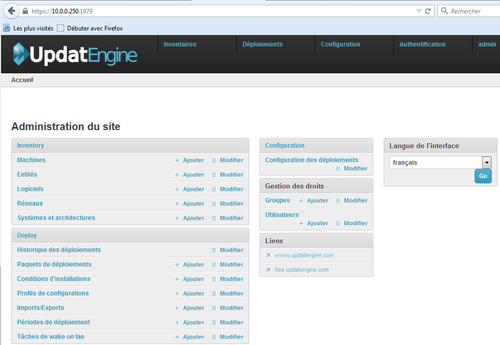 https://10.0.0.250:1979
Rechercher
Les plus visités
Débuter avec Firefox
UpdatEngine
Inventaires
Déploiements
Configuration
Authentification
admin
Accueil
Administration du site
Inventory
Machines Ajouter Modifier
Entités Ajouter Modifier
Logiciels Ajouter Modifier
Réseaux Ajouter Modifier
Systèmes et architectures Ajouter Modifier
Deploy
Historique des déploiements Modifier
Paquets de déploiements Ajouter Modifier
Conditions d'installations Ajouter Modifier
Profils de configurations Ajouter Modifier
Imports/Exports Ajouter Modifier
Périodes de déploiement Ajouter Modifier
Tâches de wake on lan Ajouter Modifier
Configuration
Configuration des déploiements
Modifier
Gestion des droits
Groupes Ajouter Modifier
Utilisateurs
Ajouter Modifier
Liens
www.updatengine.com
Rss updatengine.com
Langue de l'interface
français
Go